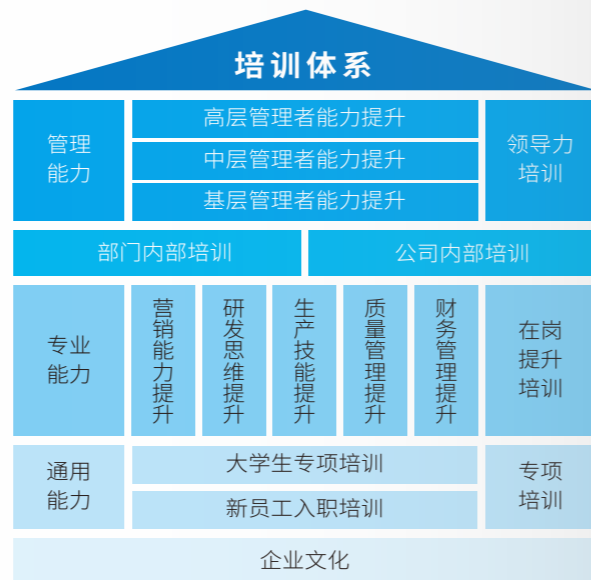 培训体系
管理
能力
高层管理者能力提升
中层管理者能力提升
基层管理者能力提升
领导力
培训
部门内部培训
公司内部培训
专业
能力
营销能力提升
研发思维提升
生产技能提升
质量管理提升
财务管理提升
在岗
提升
培训
通用
能力
大学生专项培训
新员工入职培训
专项
培训
企业文化